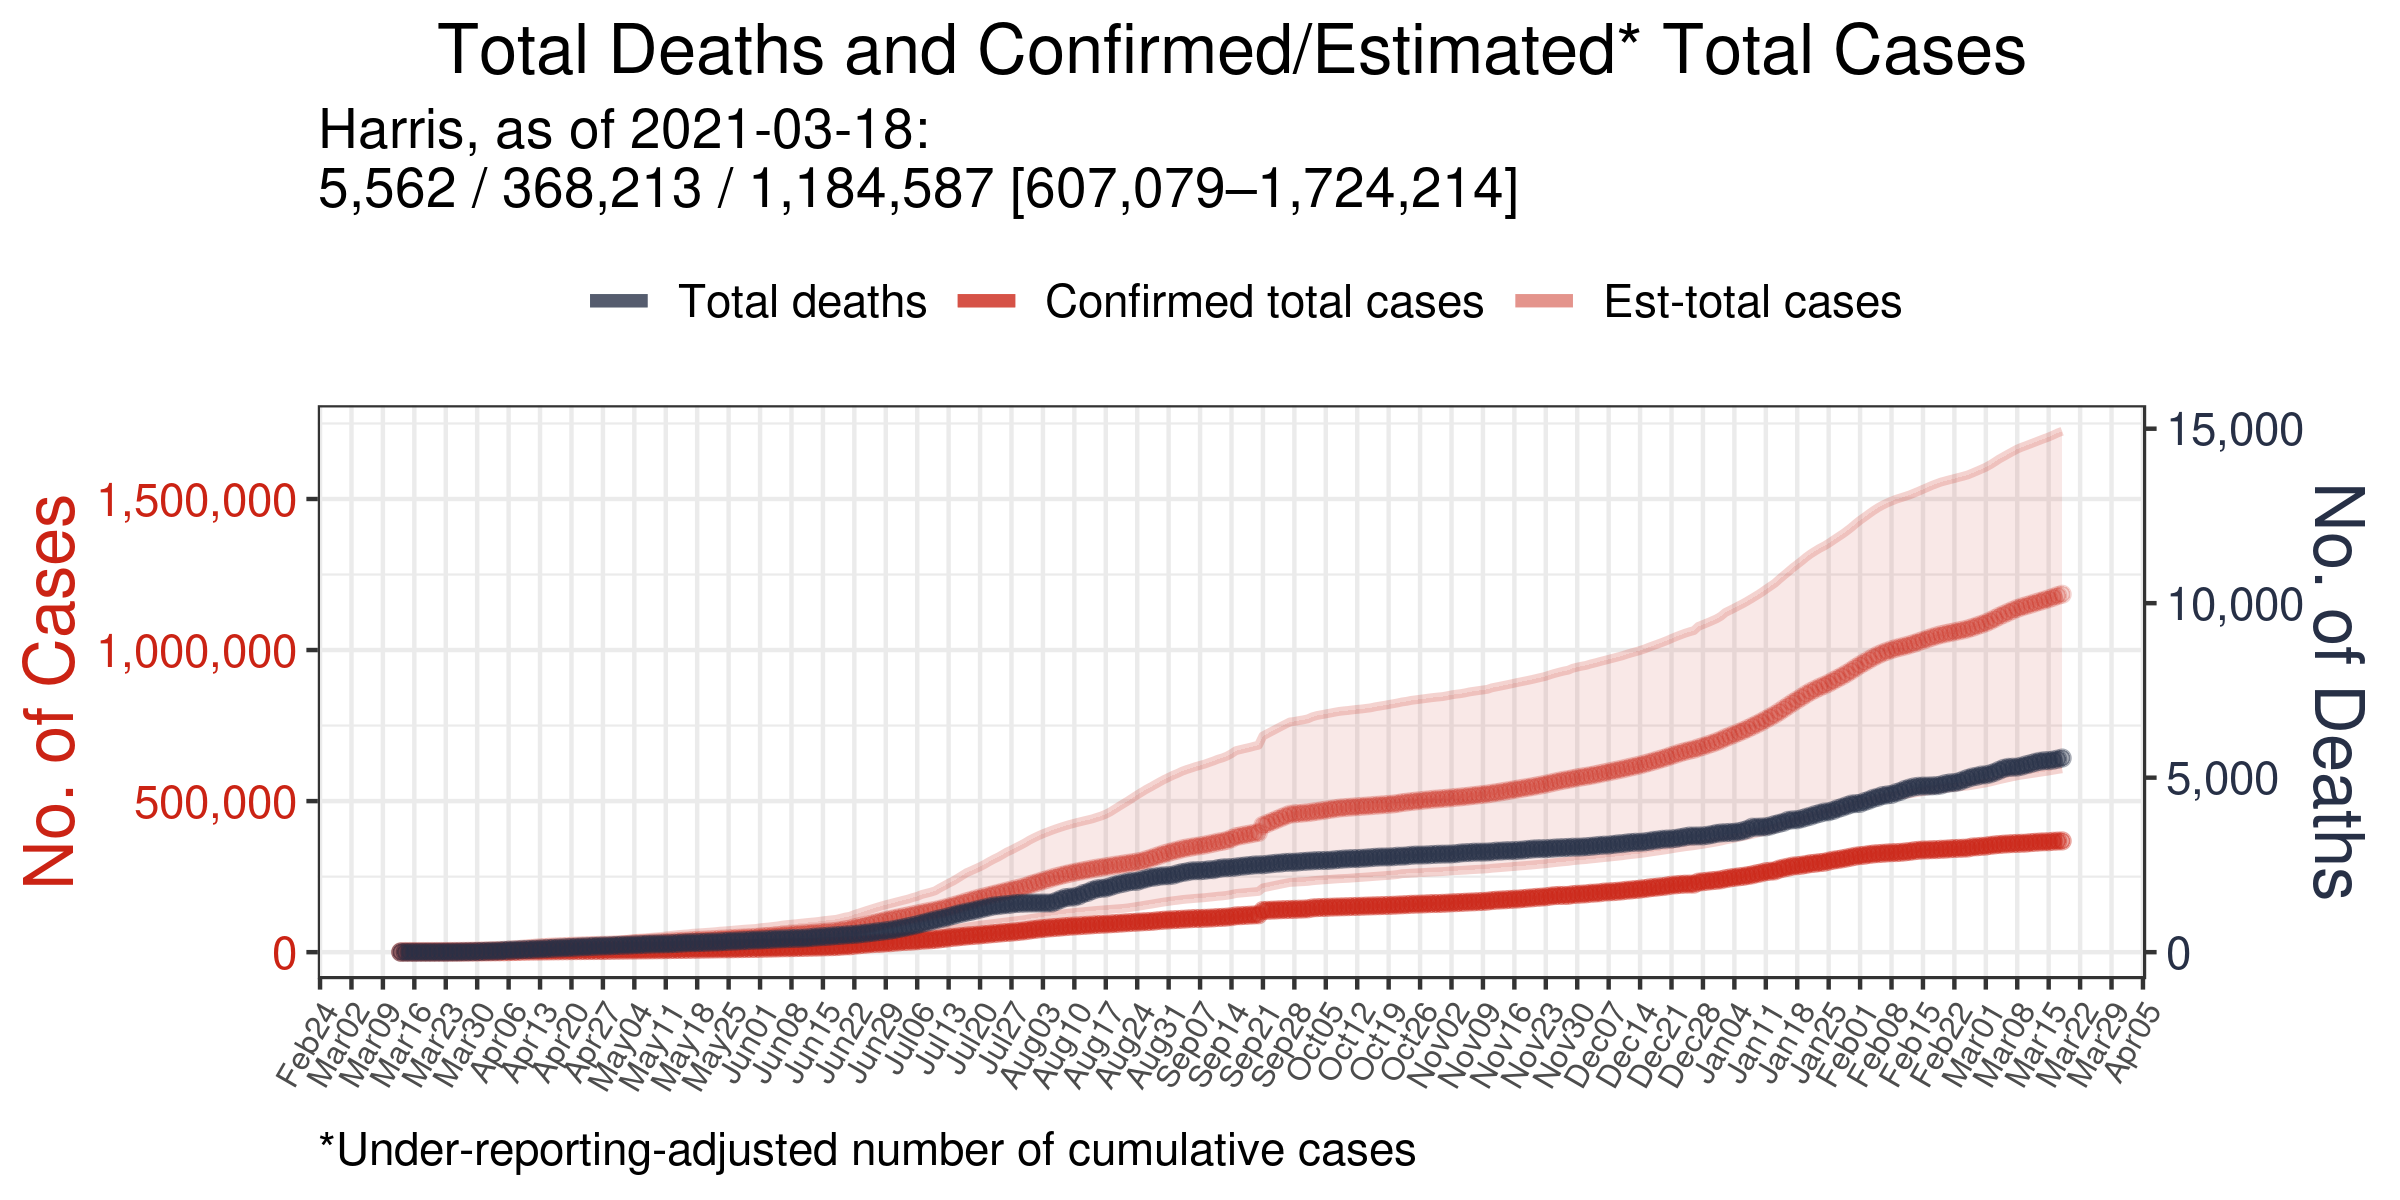 Total Deaths and Confirmed/Estimated* Total Cases
Harris, as of 2021-03-18:
5,562 / 368,213 / 1,184,587 [607,079–1,724,214]
Total deaths
Confirmed total cases
Est-total cases
No. of Cases
1,500,000
1,000,000
500,000
0
15,000
10,000
5,000
0
No. of Deaths
Feb24
Mar02
Mar09
Mar16
Mar23
Mar30
Apr06
Apr13
Apr20
Apr27
May04
May11
May18
May25
Jun01
Jun08
Jun15
Jun22
Jun29
Jul06
Jul13
Jul20
Jul27
Aug03
Aug10
Aug17
Aug24
Aug31
Sep07
Sep14
Sep21
Sep28
Oct05
Oct12
Oct19
Oct26
Nov02
Nov09
Nov16
Nov23
Nov30
Dec07
Dec14
Dec21
Dec28
Jan04
Jan11
Jan18
Jan25
Feb01
Feb08
Feb15
Feb22
Mar01
Mar08
Mar15
Mar22
Mar29
Apr05
*Under-reporting-adjusted number of cumulative cases